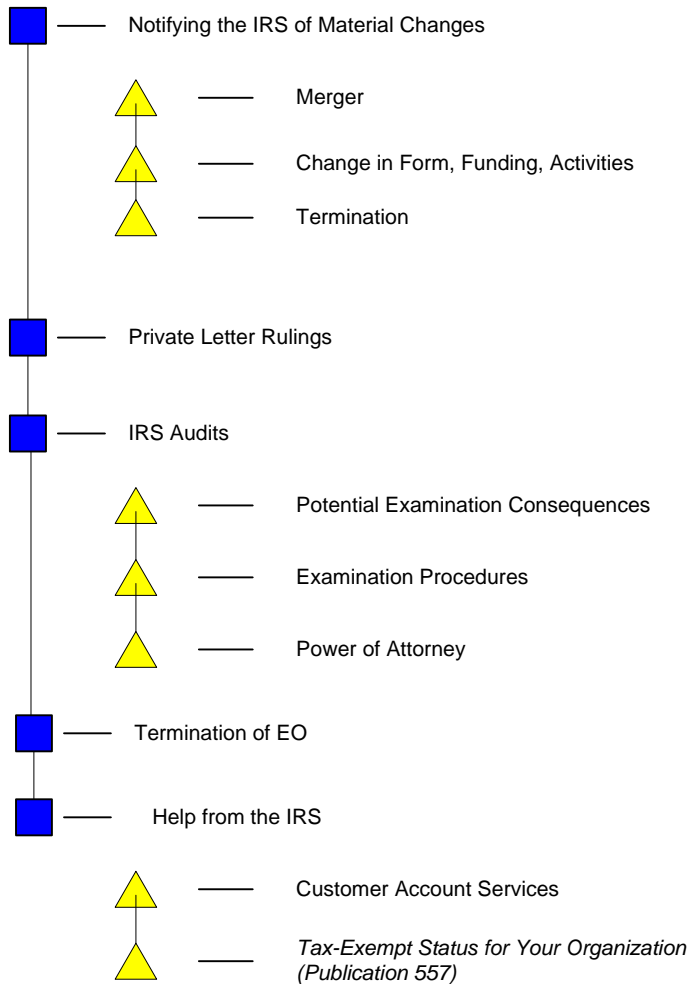 Notifying the IRS of Material Changes
Merger
Change in Form, Funding, Activities
Termination
Private Letter Rulings
IRS Audits
Potential Examination Consequences
Examination Procedures
Power of Attorney
Termination of EO
Help from the IRS
Customer Account Services
Tax-Exempt Status for Your Organization
(Publication 557)